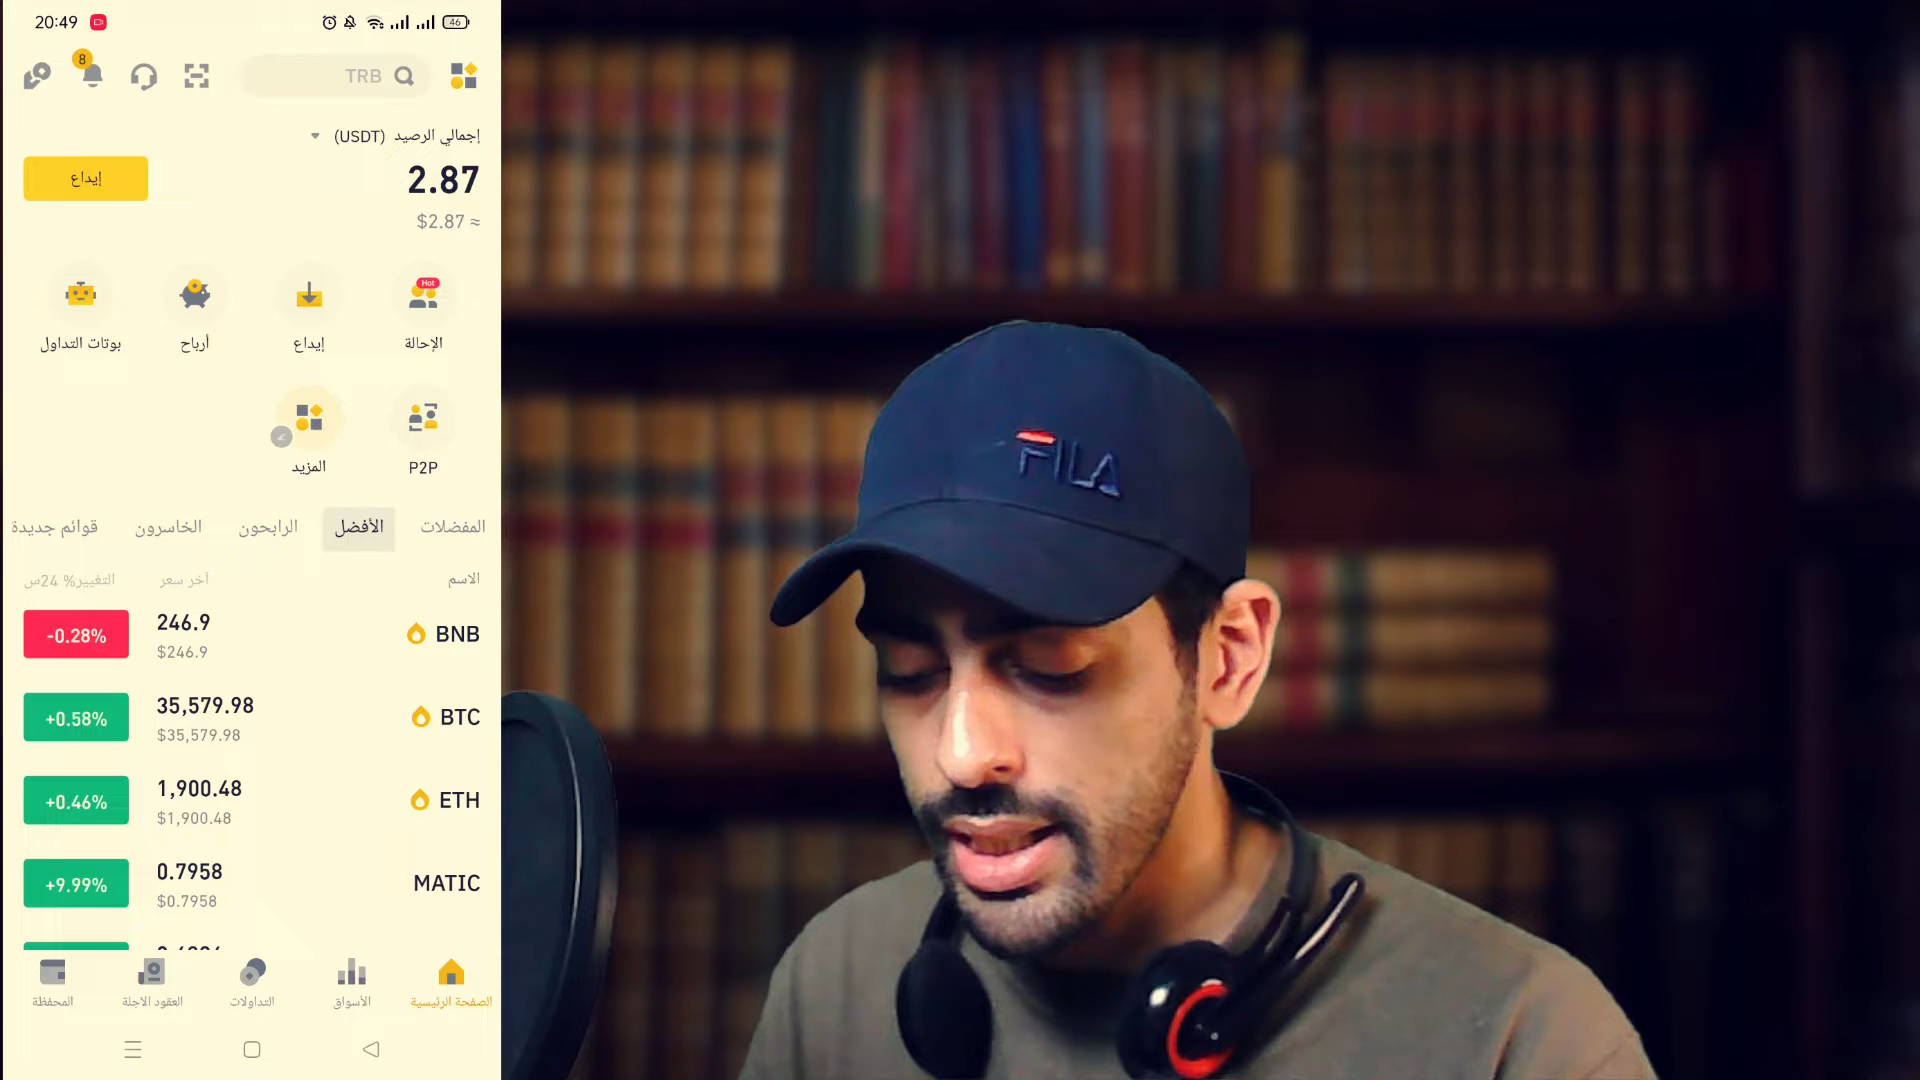 20:49
46
8
TRB
إجمالي الرصيد (USDT)
2.87
إيداع
≈ $2.87
Hot
الإحالة
إيداع
أرباح
بوتات التداول
P2P
المزيد
المفضلات
الأفضل
الرابحون
الخاسرون
قوائم جديدة
الاسم
آخر سعر
التغيير% 24س
BNB
246.9
$246.9
-0.28%
BTC
35,579.98
$35,579.98
+0.58%
ETH
1,900.48
$1,900.48
+0.46%
MATIC
0.7958
$0.7958
+9.99%
الصفحة الرئيسية
الأسواق
التداولات
العقود الآجلة
المحفظة
FILA